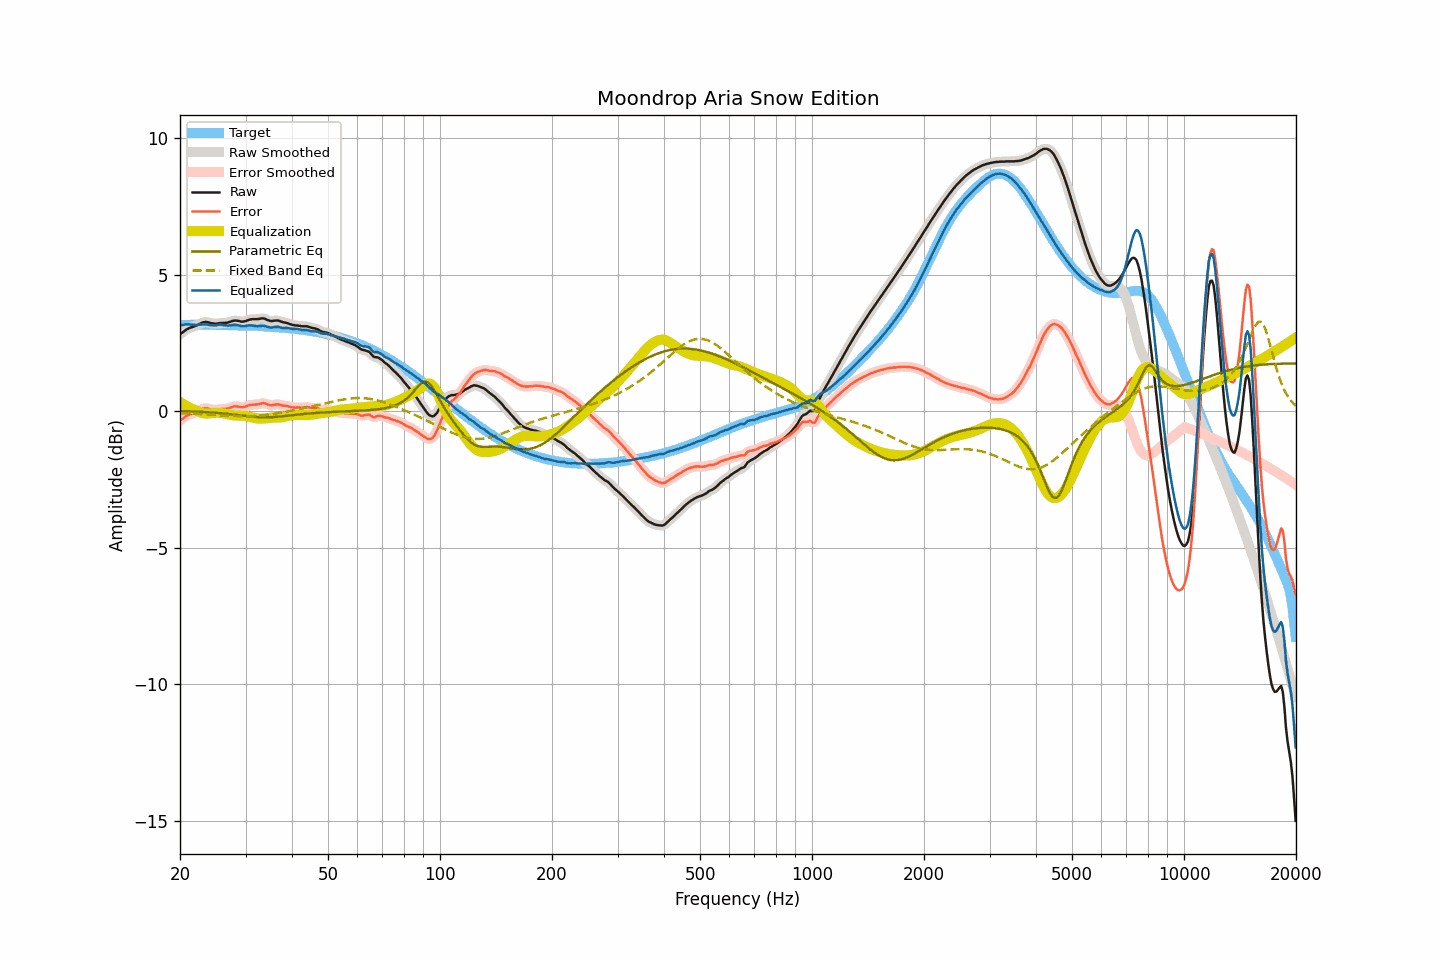 Moondrop Aria Snow Edition
Target
Raw Smoothed
Error Smoothed
Raw
Error
Equalization
Parametric Eq
Fixed Band Eq
Equalized
10
5
0
−5
−10
−15
Amplitude (dBr)
20 50 100 200 500 1000 2000 5000 10000 20000
Frequency (Hz)